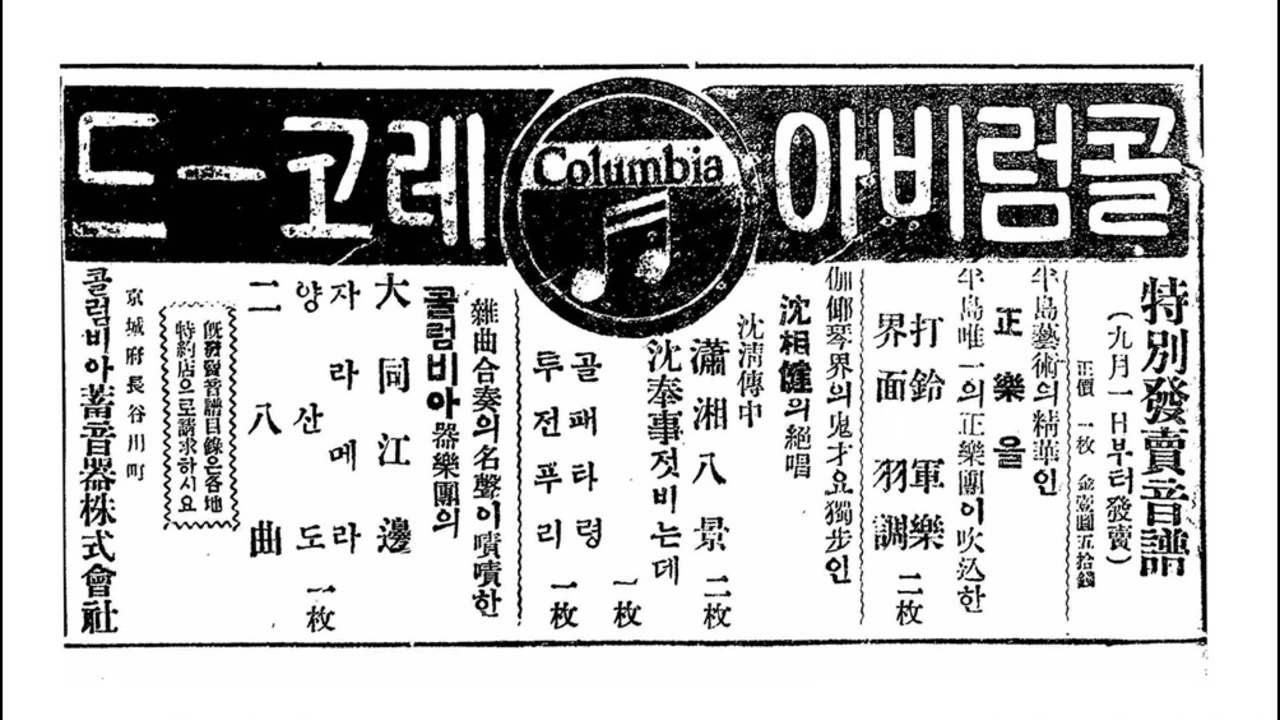 콜럼비아
Columbia
레코ー드
特別發賣音譜
(九月一日부터發賣)
正價 一枚 金壹圓五拾錢
半島藝術의精華인
正樂을
半島唯一의正樂團이吹込한
打鈴 軍樂
界面 羽調 二枚
伽倻琴界의鬼才요獨步인
沈相健의絕唱
沈淸傳中
瀟湘八景 二枚
沈奉事젓비는데 一枚
골패타령
투전푸리 一枚
雜曲合奏의名聲이嘖嘖한
콜럼비아器樂團의
大同江邊
자라메라
양산도 一枚
二八曲
旣發賣音譜目錄은各地
特約店으로請求하시요
京城府長谷川町
콜럼비아蓄音器株式會社